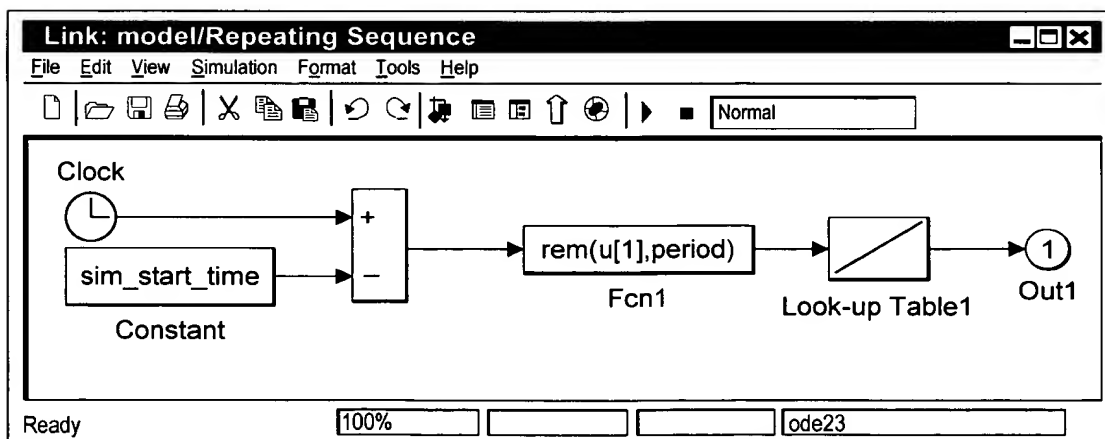 Link: model/Repeating Sequence
File Edit View Simulation Format Tools Help
Normal
Clock
+
sim_start_time
−
Constant
rem(u[1],period)
Fcn1
Look-up Table1
1
Out1
Ready 100% ode23